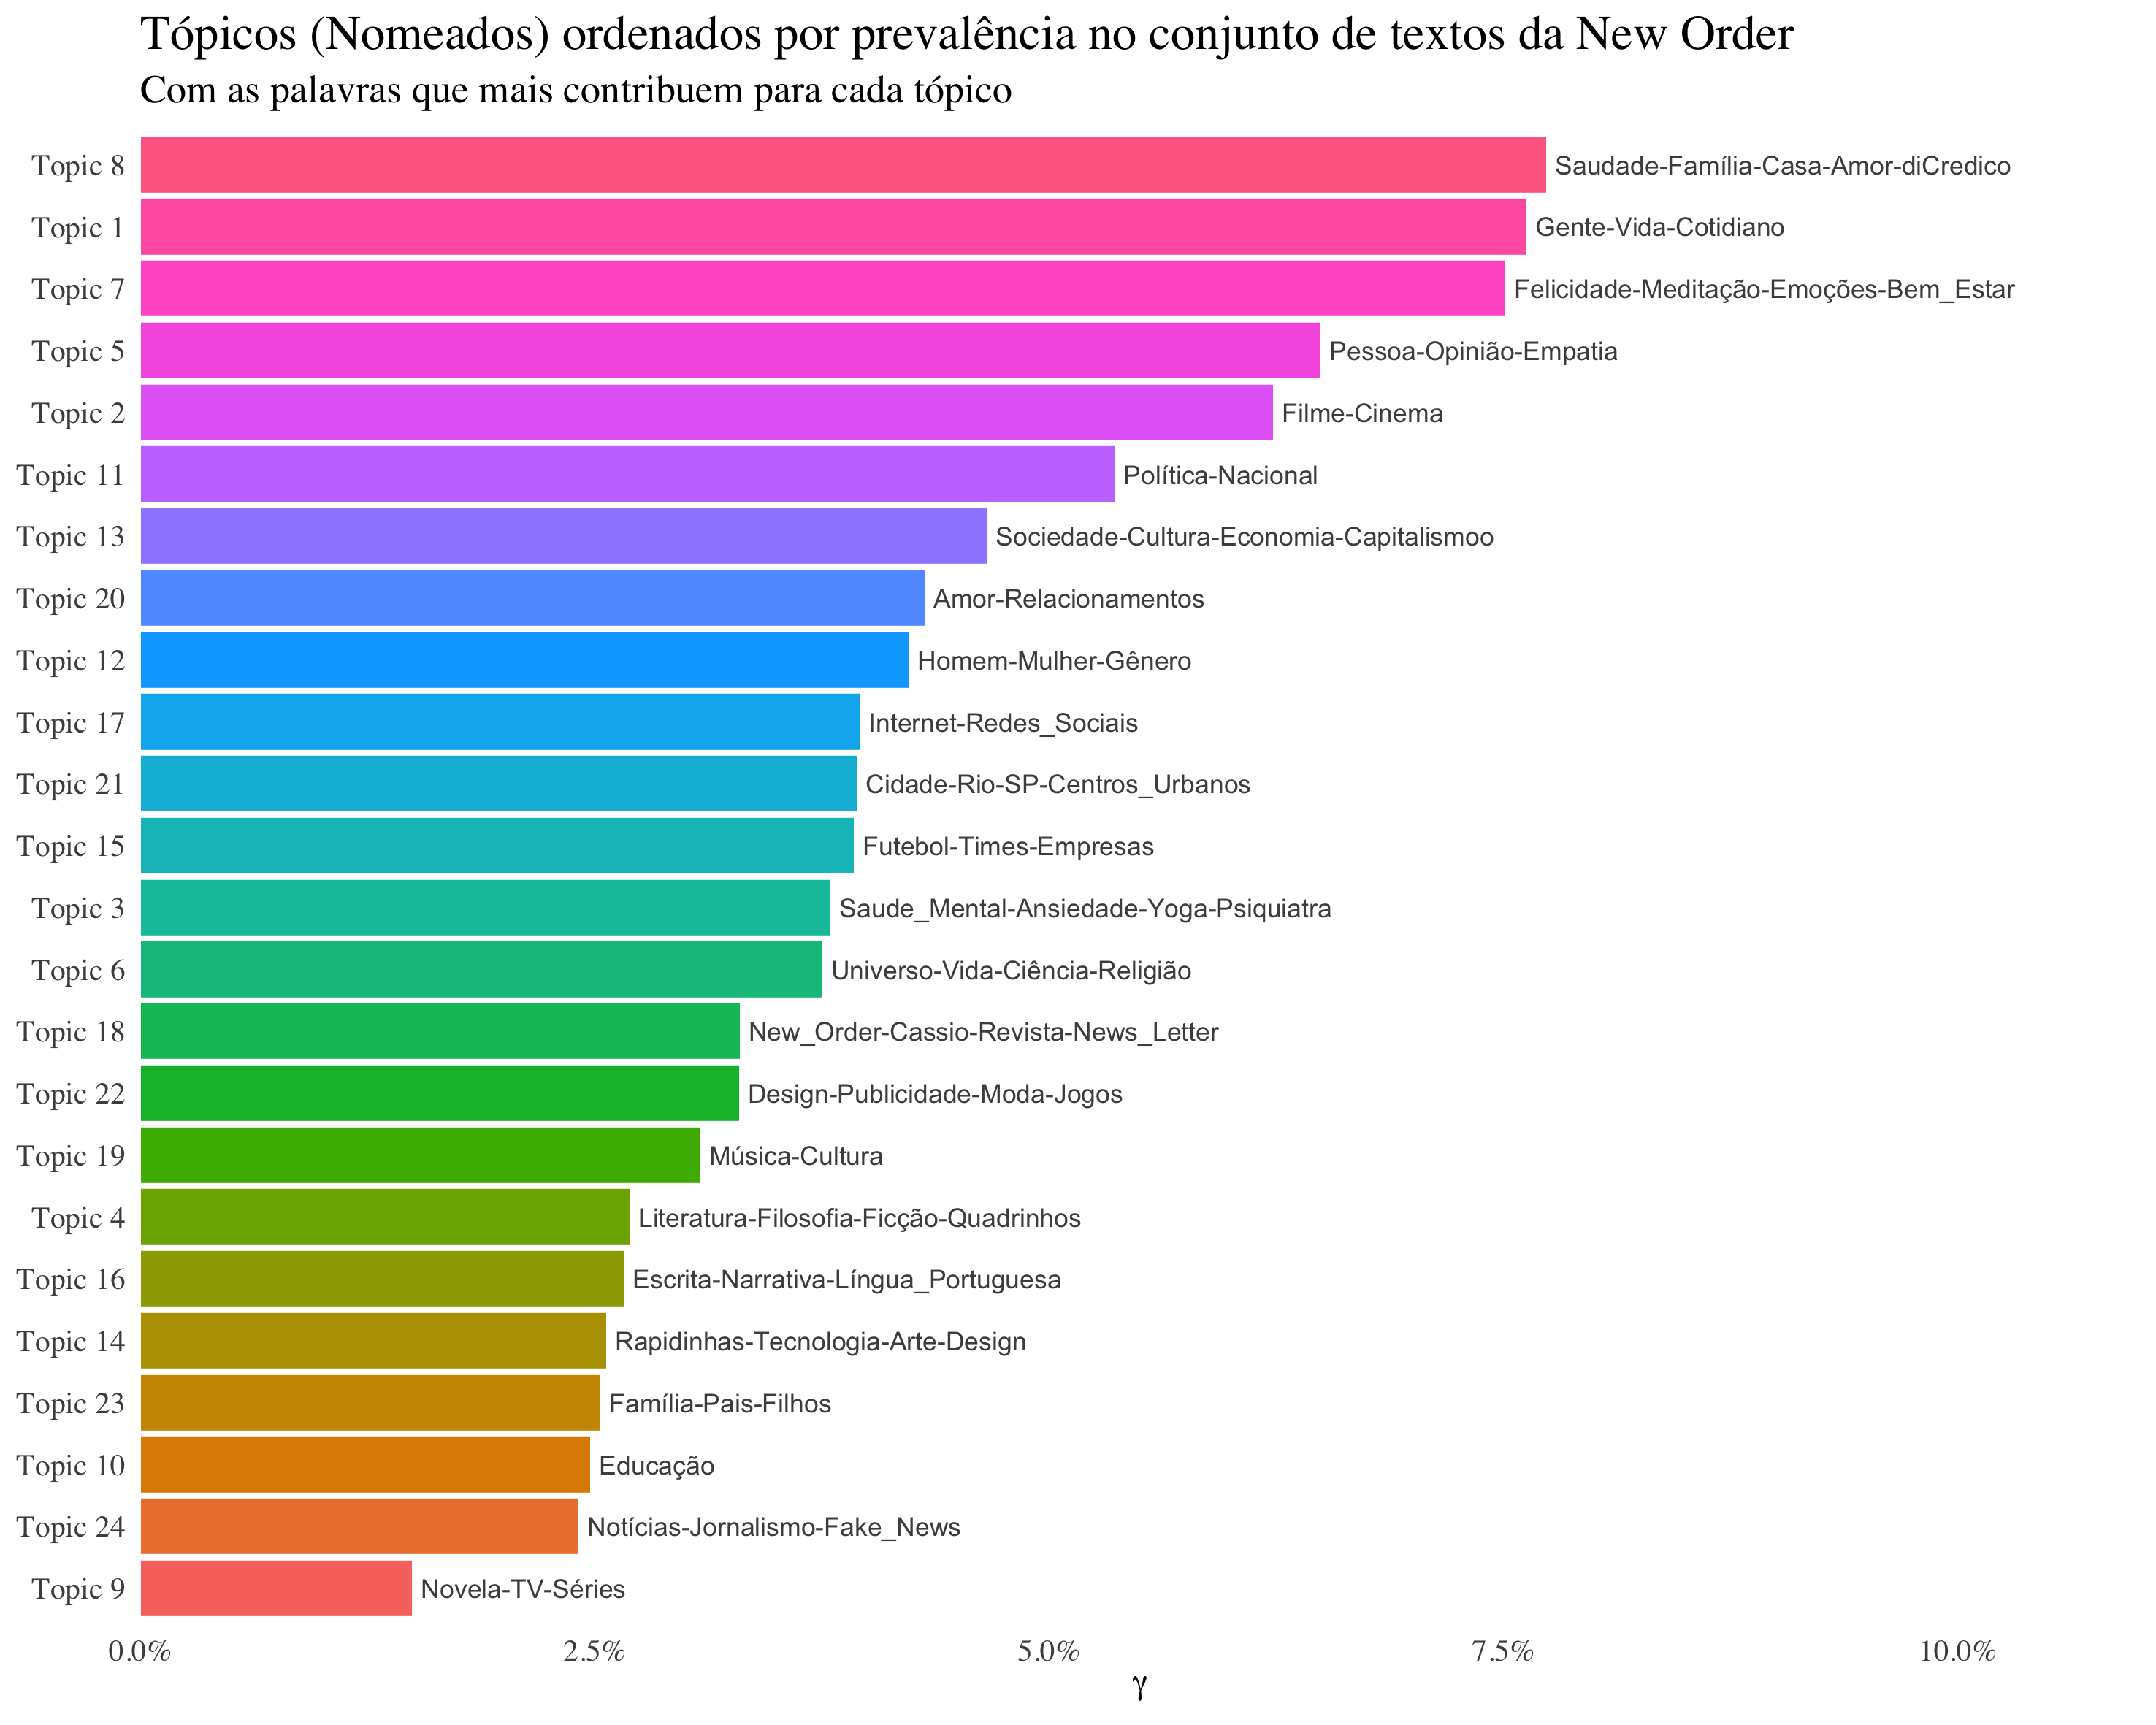 Tópicos (Nomeados) ordenados por prevalência no conjunto de textos da New Order
Com as palavras que mais contribuem para cada tópico
Topic 8 Saudade-Família-Casa-Amor-diCredico
Topic 1 Gente-Vida-Cotidiano
Topic 7 Felicidade-Meditação-Emoções-Bem_Estar
Topic 5 Pessoa-Opinião-Empatia
Topic 2 Filme-Cinema
Topic 11 Política-Nacional
Topic 13 Sociedade-Cultura-Economia-Capitalismoo
Topic 20 Amor-Relacionamentos
Topic 12 Homem-Mulher-Gênero
Topic 17 Internet-Redes_Sociais
Topic 21 Cidade-Rio-SP-Centros_Urbanos
Topic 15 Futebol-Times-Empresas
Topic 3 Saude_Mental-Ansiedade-Yoga-Psiquiatra
Topic 6 Universo-Vida-Ciência-Religião
Topic 18 New_Order-Cassio-Revista-News_Letter
Topic 22 Design-Publicidade-Moda-Jogos
Topic 19 Música-Cultura
Topic 4 Literatura-Filosofia-Ficção-Quadrinhos
Topic 16 Escrita-Narrativa-Língua_Portuguesa
Topic 14 Rapidinhas-Tecnologia-Arte-Design
Topic 23 Família-Pais-Filhos
Topic 10 Educação
Topic 24 Notícias-Jornalismo-Fake_News
Topic 9 Novela-TV-Séries
0.0% 2.5% 5.0% 7.5% 10.0%
γ